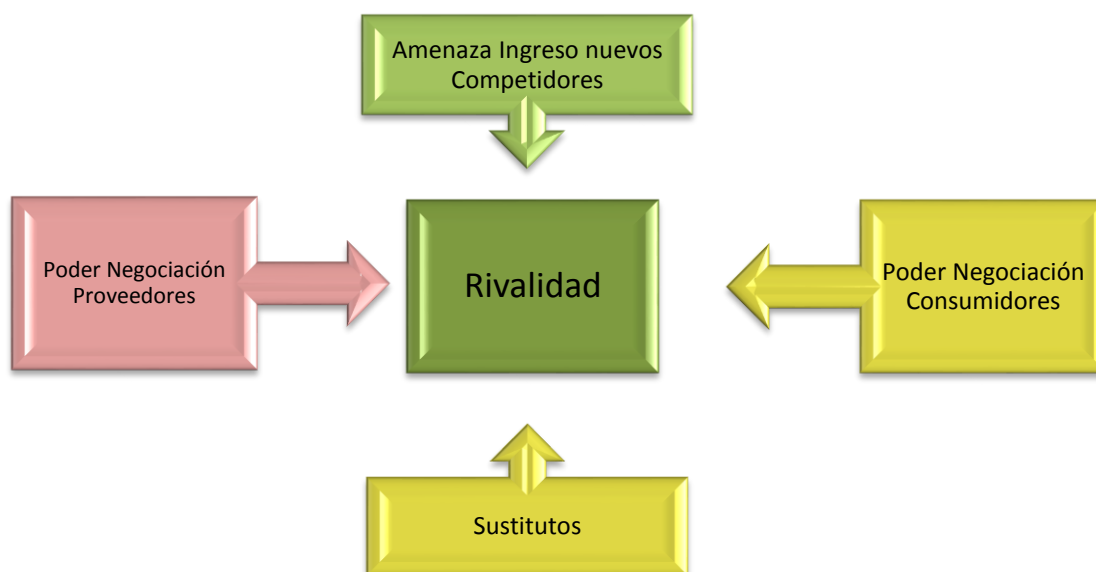 Amenaza Ingreso nuevos
Competidores
Poder Negociación
Proveedores
Rivalidad
Poder Negociación
Consumidores
Sustitutos